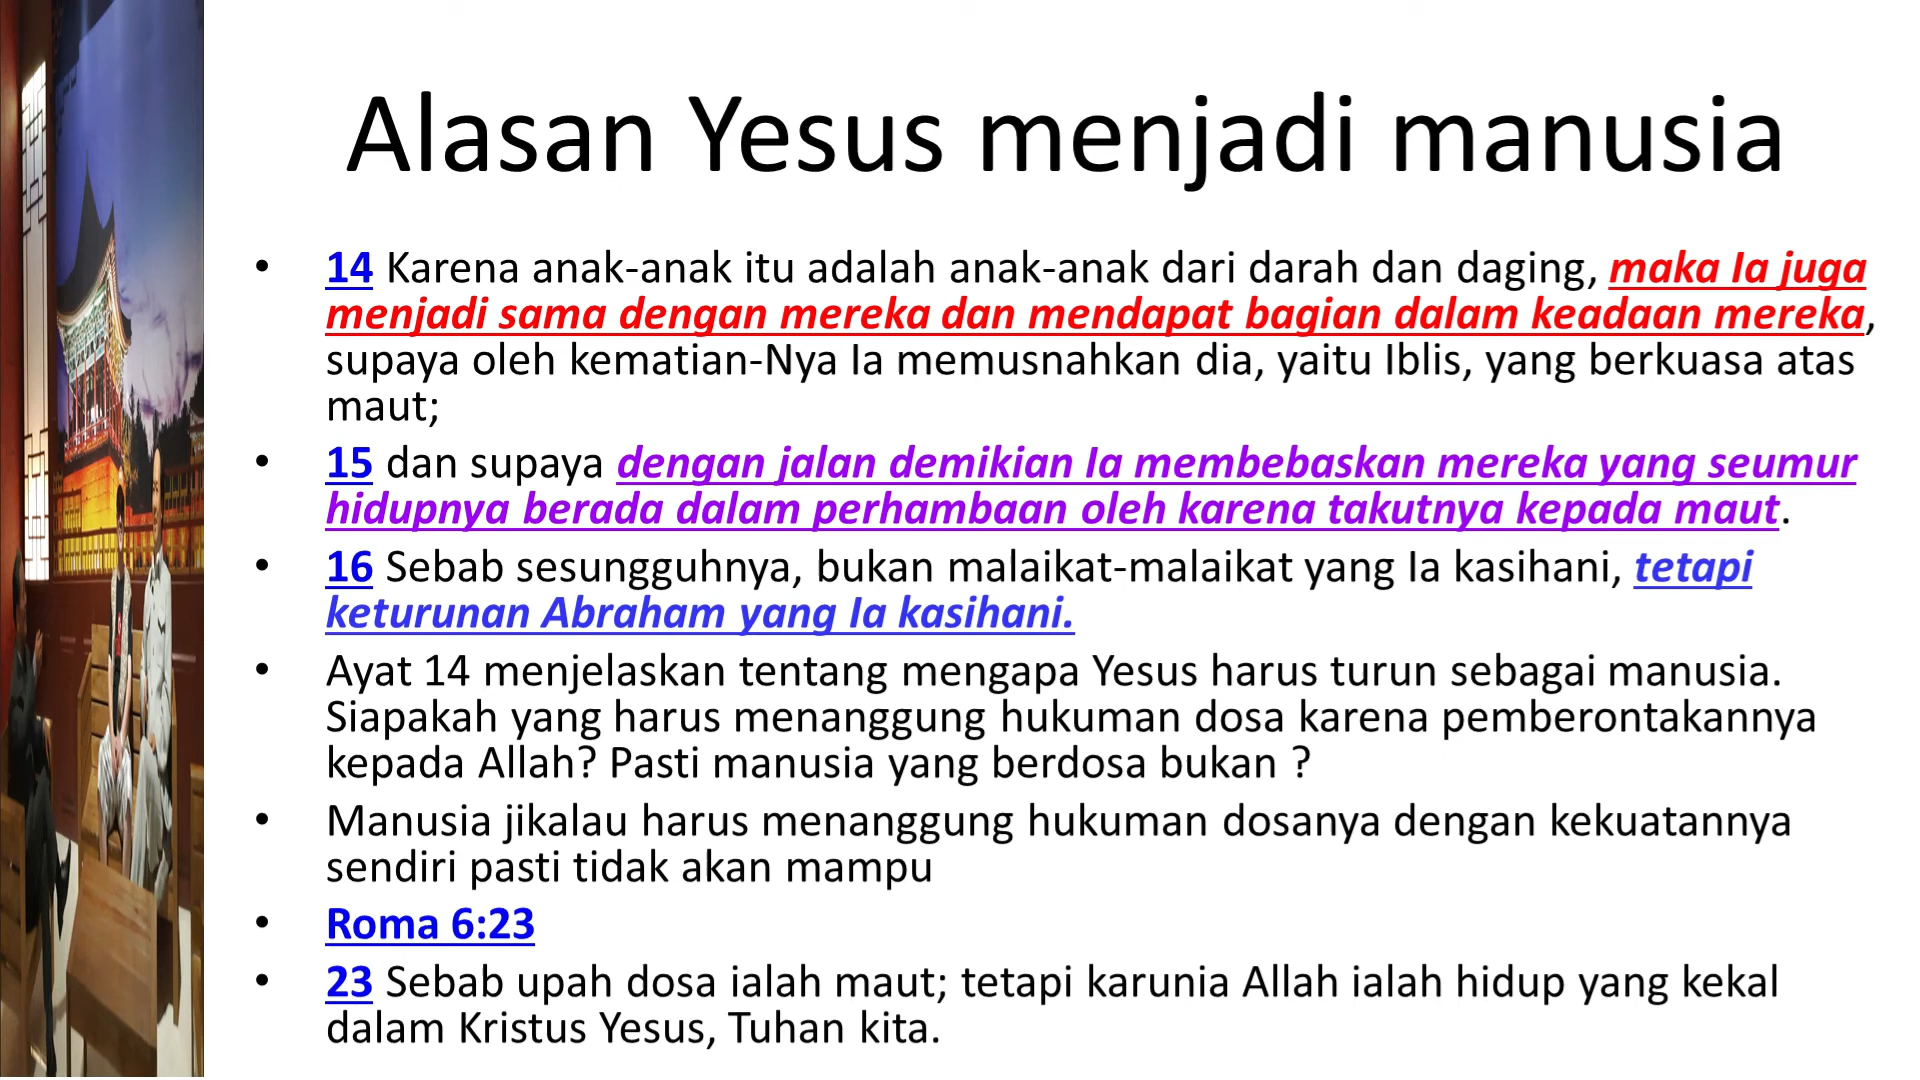 Alasan Yesus menjadi manusia
• 14 Karena anak-anak itu adalah anak-anak dari darah dan daging, maka Ia juga
menjadi sama dengan mereka dan mendapat bagian dalam keadaan mereka,
supaya oleh kematian-Nya Ia memusnahkan dia, yaitu Iblis, yang berkuasa atas
maut;
• 15 dan supaya dengan jalan demikian Ia membebaskan mereka yang seumur
hidupnya berada dalam perhambaan oleh karena takutnya kepada maut.
• 16 Sebab sesungguhnya, bukan malaikat-malaikat yang Ia kasihani, tetapi
keturunan Abraham yang Ia kasihani.
• Ayat 14 menjelaskan tentang mengapa Yesus harus turun sebagai manusia.
Siapakah yang harus menanggung hukuman dosa karena pemberontakannya
kepada Allah? Pasti manusia yang berdosa bukan ?
• Manusia jikalau harus menanggung hukuman dosanya dengan kekuatannya
sendiri pasti tidak akan mampu
• Roma 6:23
• 23 Sebab upah dosa ialah maut; tetapi karunia Allah ialah hidup yang kekal
dalam Kristus Yesus, Tuhan kita.